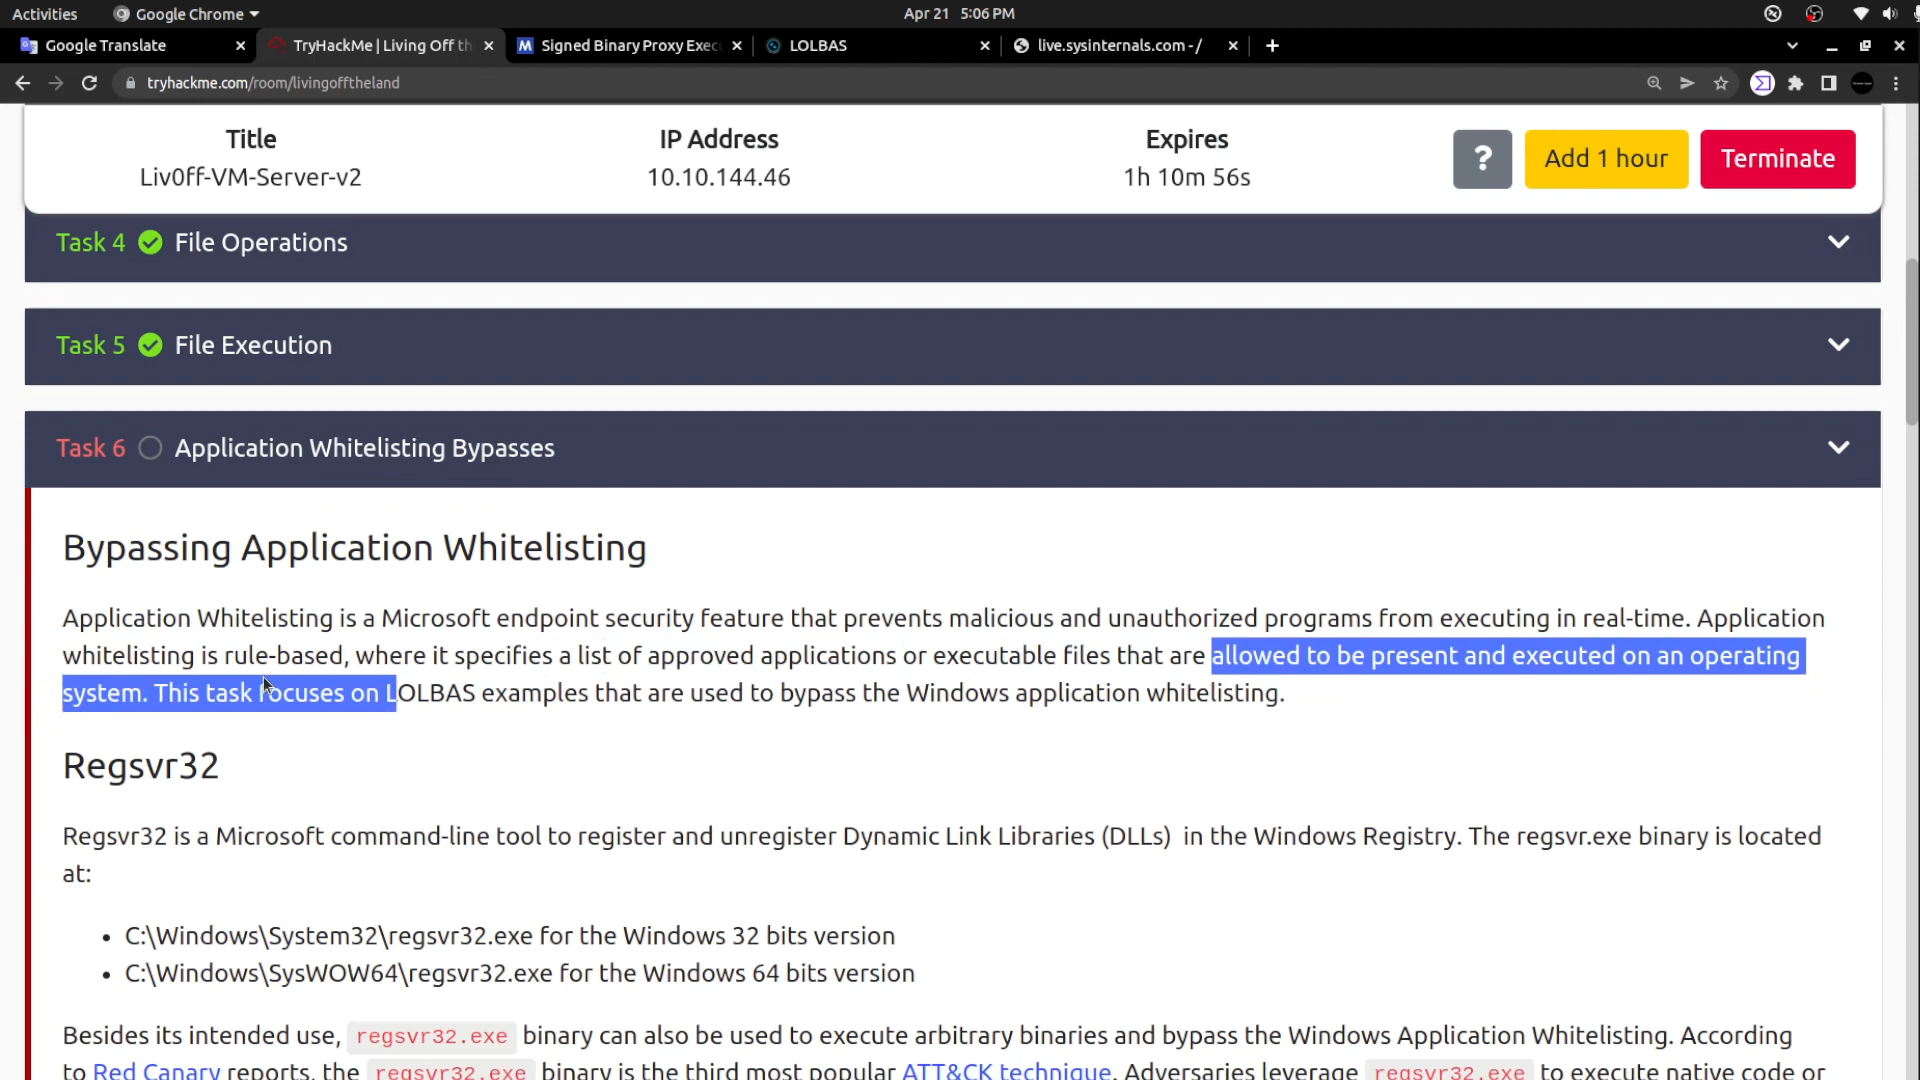 Activities
Google Chrome
Apr 21 5:06 PM
Google Translate
TryHackMe | Living Off th
M Signed Binary Proxy Exec
LOLBAS
live.sysinternals.com - /
tryhackme.com/room/livingofftheland
Title
IP Address
Expires
Liv0ff-VM-Server-v2
10.10.144.46
1h 10m 56s
?
Add 1 hour
Terminate
Task 4 File Operations
Task 5 File Execution
Task 6 Application Whitelisting Bypasses
Bypassing Application Whitelisting
Application Whitelisting is a Microsoft endpoint security feature that prevents malicious and unauthorized programs from executing in real-time. Application
whitelisting is rule-based, where it specifies a list of approved applications or executable files that are allowed to be present and executed on an operating
system. This task focuses on LOLBAS examples that are used to bypass the Windows application whitelisting.
Regsvr32
Regsvr32 is a Microsoft command-line tool to register and unregister Dynamic Link Libraries (DLLs) in the Windows Registry. The regsvr.exe binary is located
at:
• C:\Windows\System32\regsvr32.exe for the Windows 32 bits version
• C:\Windows\SysWOW64\regsvr32.exe for the Windows 64 bits version
Besides its intended use, regsvr32.exe binary can also be used to execute arbitrary binaries and bypass the Windows Application Whitelisting. According
to Red Canary reports, the regsvr32.exe binary is the third most popular ATT&CK technique. Adversaries leverage regsvr32.exe to execute native code or